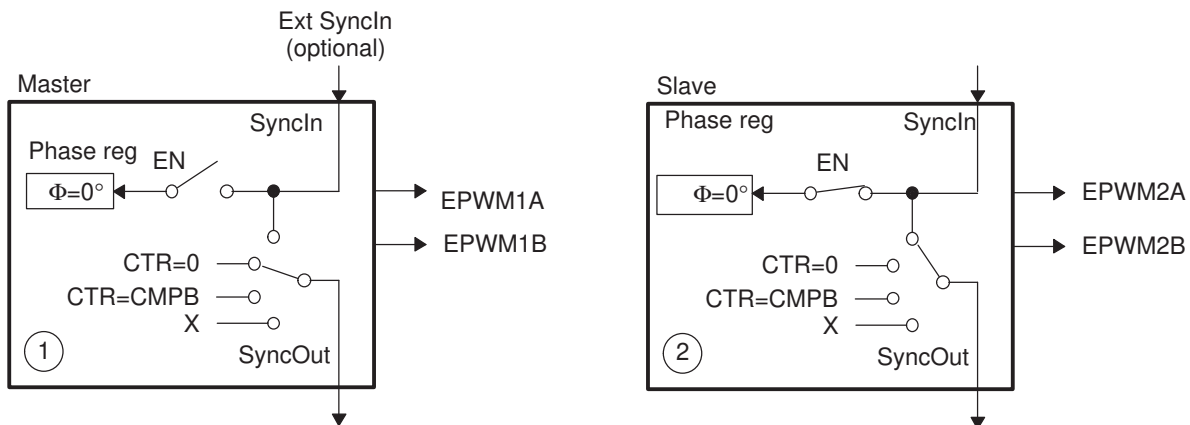 Ext SyncIn
(optional)
Master
SyncIn
Phase reg
EN
Φ=0°
EPWM1A
EPWM1B
CTR=0
CTR=CMPB
X
1
SyncOut
Slave
Phase reg
SyncIn
EN
Φ=0°
EPWM2A
EPWM2B
CTR=0
CTR=CMPB
X
2
SyncOut